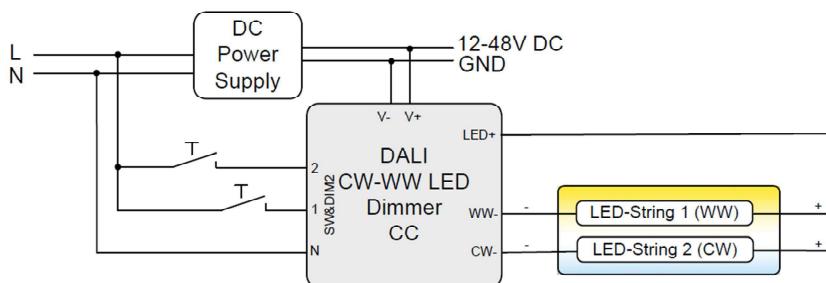 DC
Power
Supply
12-48V DC
GND
L
N
V- V+
LED+
DALI
CW-WW LED
Dimmer
CC
SW&DIM2
2
1
N
T
T
WW-
CW-
- LED-String 1 (WW) +
- LED-String 2 (CW) +